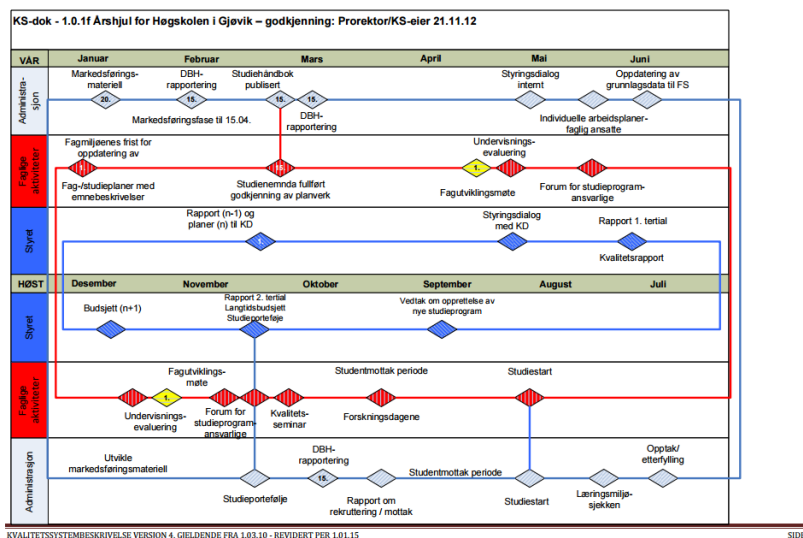 KS-dok - 1.0.1f Årshjul for Høgskolen i Gjøvik – godkjenning: Prorektor/KS-eier 21.11.12
VÅR
Januar
Februar
Mars
April
Mai
Juni
Administra-
sjon
Markedsførings-
materiell
20.
DBH-
rapportering
15.
Studiehåndbok
publisert
15.
15.
DBH-
rapportering
Markedsføringsfase til 15.04.
Styringsdialog
internt
Oppdatering av
grunnlagsdata til FS
Individuelle arbeidsplaner-
faglig ansatte
Faglige
aktiviteter
Fagmiljøenes frist for
oppdatering av
1.
Fag-/studieplaner med
emnebeskrivelser
15.
Studienemnda fullført
godkjenning av planverk
Undervisnings-
evaluering
1.
Fagutviklingsmøte
Forum for studieprogram-
ansvarlige
Styret
Rapport (n-1) og
planer (n) til KD
1.
Styringsdialog
med KD
Rapport 1. tertial
Kvalitetsrapport
HØST
Desember
November
Oktober
September
August
Juli
Styret
Budsjett (n+1)
Rapport 2. tertial
Langtidsbudsjett
Studieportefølje
Vedtak om opprettelse av
nye studieprogram
Faglige
aktiviteter
Fagutviklings-
møte
1.
Undervisnings-
evaluering
Forum for
studieprogram-
ansvarlige
Kvalitets-
seminar
Studentmottak periode
Forskningsdagene
Studiestart
Administrasjon
Utvikle
markedsføringsmateriell
Studieportefølje
DBH-
rapportering
15.
Rapport om
rekruttering / mottak
Studentmottak periode
Studiestart
Læringsmiljø-
sjekken
Opptak/
etterfylling
KVALITETSSYSTEMBESKRIVELSE VERSJON 4. GJELDENDE FRA 1.03.10 - REVIDERT PER 1.01.15
SIDE